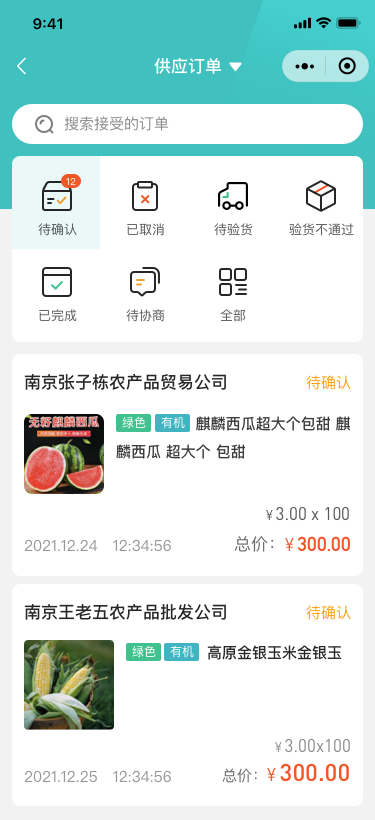 9:41
供应订单
搜索接受的订单
12
待确认
已取消
待验货
验货不通过
已完成
待协商
全部
南京张子栋农产品贸易公司
待确认
无籽麒麟西瓜
绿色 有机 麒麟西瓜超大个包甜 麒
麟西瓜 超大个 包甜
¥3.00 x 100
2021.12.24 12:34:56
总价：¥300.00
南京王老五农产品批发公司
待确认
绿色 有机 高原金银玉米金银玉
¥3.00x100
2021.12.25 12:34:56
总价：¥300.00